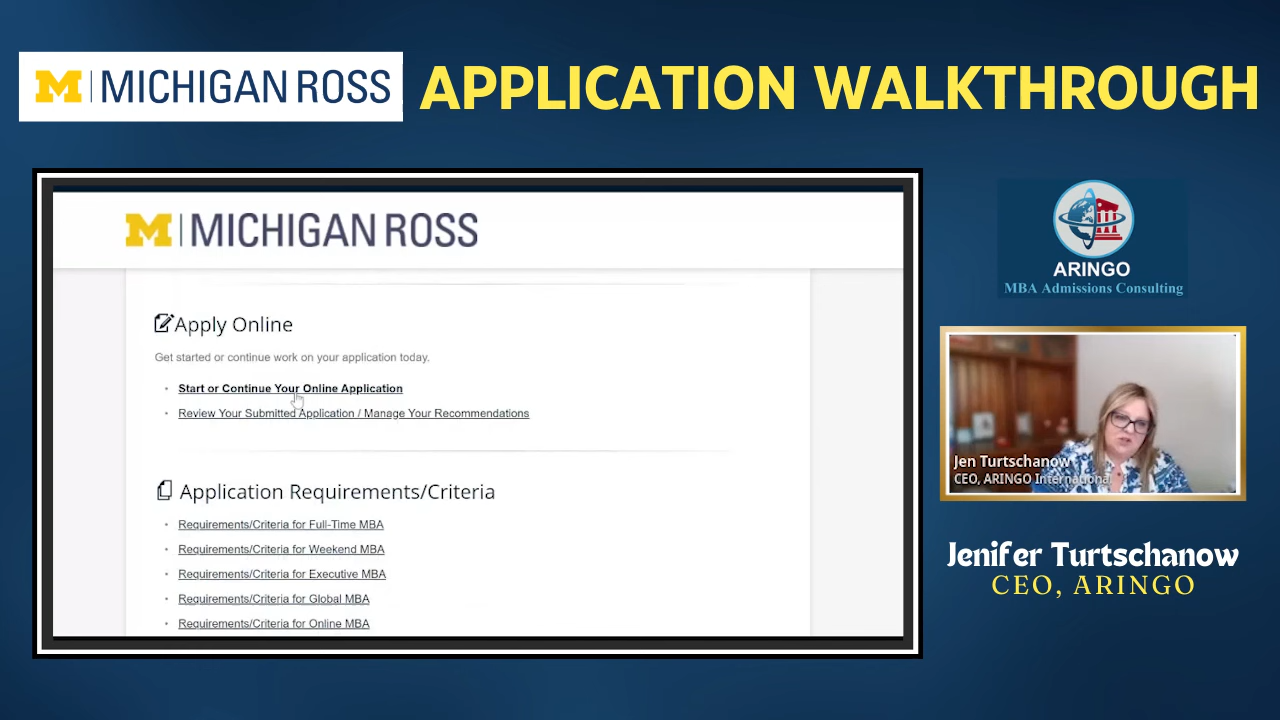 M | MICHIGAN ROSS
APPLICATION WALKTHROUGH
M | MICHIGAN ROSS
Apply Online
Get started or continue work on your application today.
• Start or Continue Your Online Application
• Review Your Submitted Application / Manage Your Recommendations
Application Requirements/Criteria
• Requirements/Criteria for Full-Time MBA
• Requirements/Criteria for Weekend MBA
• Requirements/Criteria for Executive MBA
• Requirements/Criteria for Global MBA
• Requirements/Criteria for Online MBA
ARINGO
MBA Admissions Consulting
Jen Turtschanow
CEO, ARINGO International
Jenifer Turtschanow
CEO, ARINGO